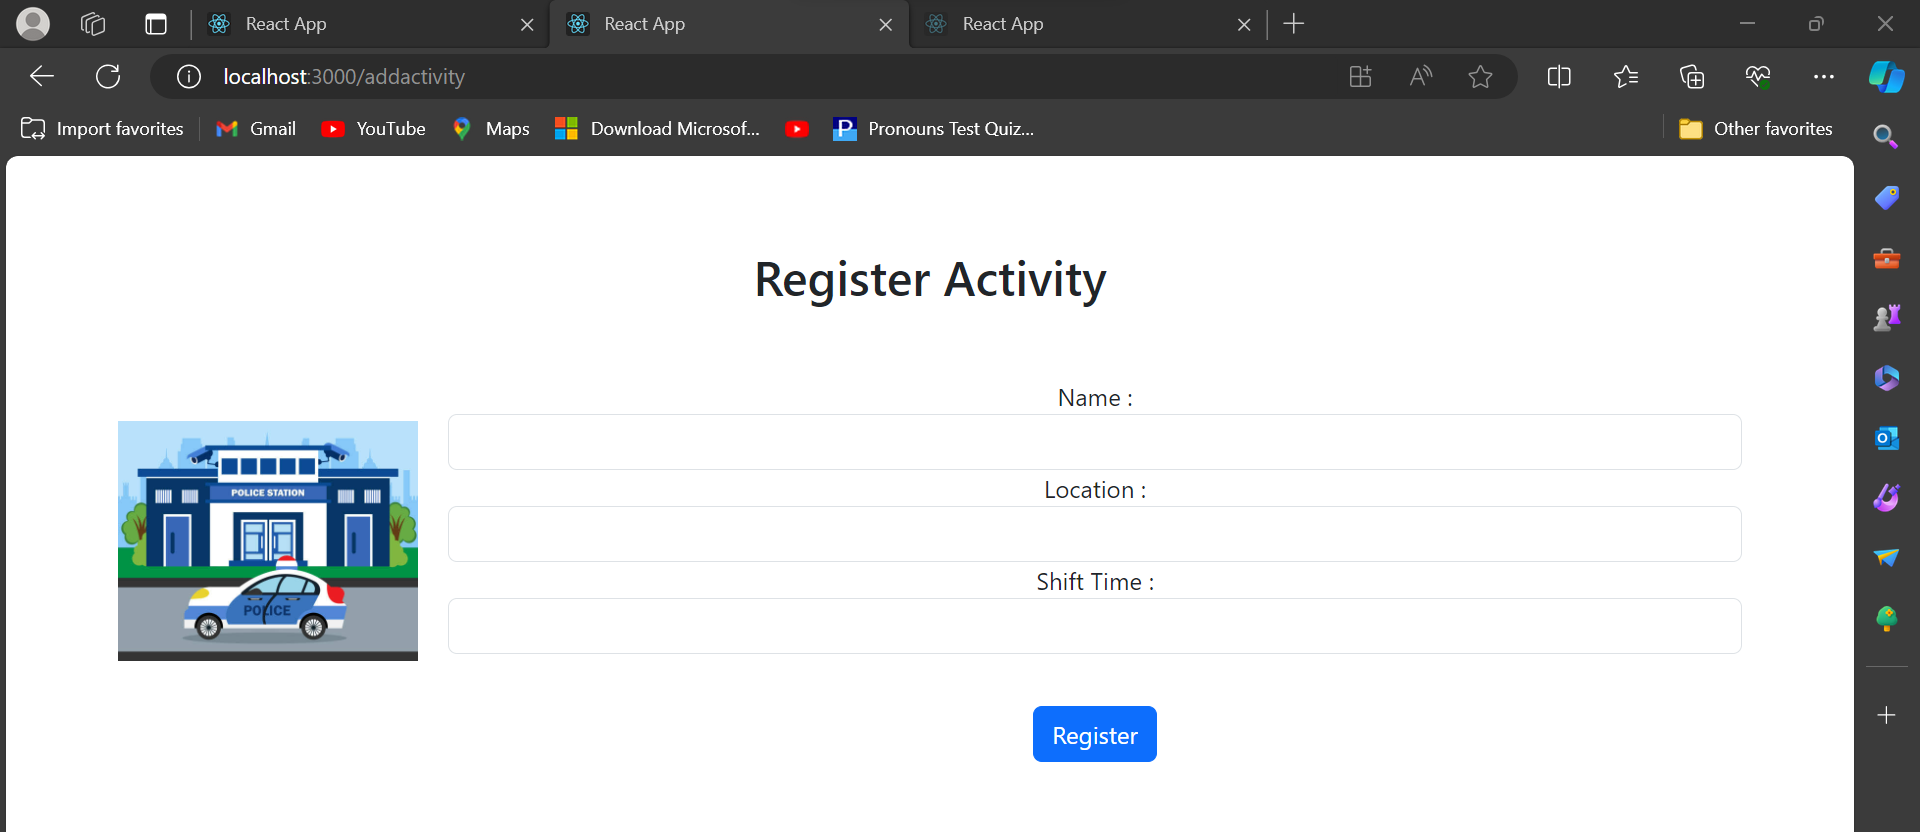 React App
React App
React App
localhost:3000/addactivity
Import favorites
Gmail
YouTube
Maps
Download Microsof...
Pronouns Test Quiz...
Other favorites
Register Activity
Name :
Location :
Shift Time :
POLICE STATION
POLICE
Register